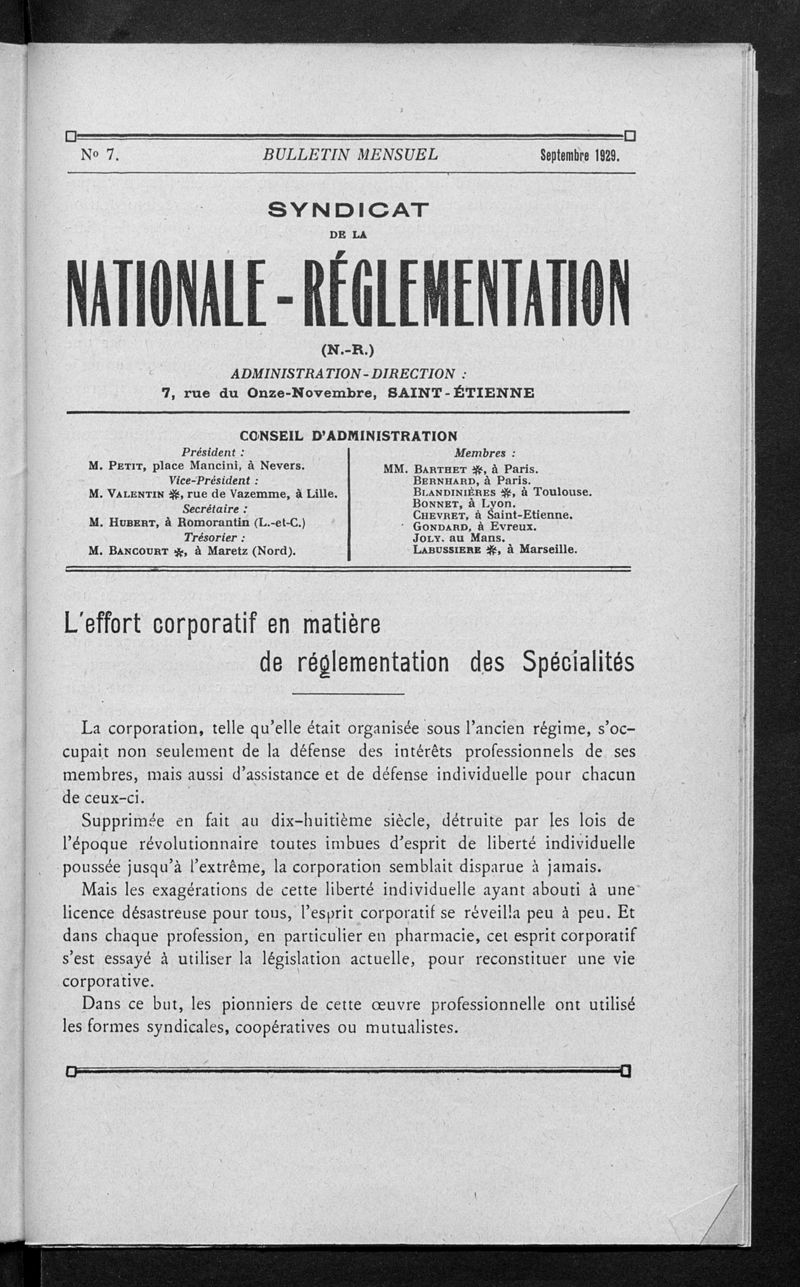 No 7. BULLETIN MENSUEL Septembre 1929.
SYNDICAT
DE LA
NATIONALE-RÉGLEMENTATION
(N.-R.)
ADMINISTRATION-DIRECTION :
7, rue du Onze-Novembre, SAINT-ÉTIENNE
CONSEIL D'ADMINISTRATION
Président :
M. PETIT, place Mancini, à Nevers.
Vice-Président :
M. VALENTIN ✻, rue de Vazemme, à Lille.
Secrétaire :
M. HUBERT, à Romorantin (L.-et-C.)
Trésorier :
M. BANCOURT ✻, à Maretz (Nord).
Membres :
MM. BARTHET ✻, à Paris.
BERNHARD, à Paris.
BLANDINIÈRES ✻, à Toulouse.
BONNET, à Lyon.
CHEVRET, à Saint-Etienne.
GONDARD, à Evreux.
JOLY. au Mans.
LABUSSIERE ✻, à Marseille.
L'effort corporatif en matière
de réglementation des Spécialités
La corporation, telle qu'elle était organisée sous l'ancien régime, s'oc-
cupait non seulement de la défense des intérêts professionnels de ses
membres, mais aussi d'assistance et de défense individuelle pour chacun
de ceux-ci.
Supprimée en fait au dix-huitième siècle, détruite par les lois de
l'époque révolutionnaire toutes imbues d'esprit de liberté individuelle
poussée jusqu'à l'extrême, la corporation semblait disparue à jamais.
Mais les exagérations de cette liberté individuelle ayant abouti à une
licence désastreuse pour tous, l'esprit corporatif se réveilla peu à peu. Et
dans chaque profession, en particulier en pharmacie, cet esprit corporatif
s'est essayé à utiliser la législation actuelle, pour reconstituer une vie
corporative.
Dans ce but, les pionniers de cette œuvre professionnelle ont utilisé
les formes syndicales, coopératives ou mutualistes.